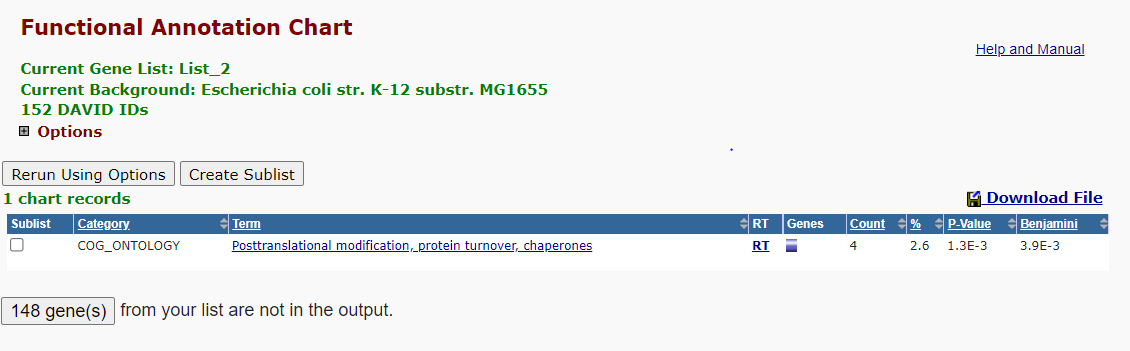 Functional Annotation Chart
Help and Manual
Current Gene List: List_2
Current Background: Escherichia coli str. K-12 substr. MG1655
152 DAVID IDs
Options
Rerun Using Options Create Sublist
1 chart records Download File
Sublist Category Term RT Genes Count % P-Value Benjamini
COG_ONTOLOGY Posttranslational modification, protein turnover, chaperones RT 4 2.6 1.3E-3 3.9E-3
148 gene(s) from your list are not in the output.